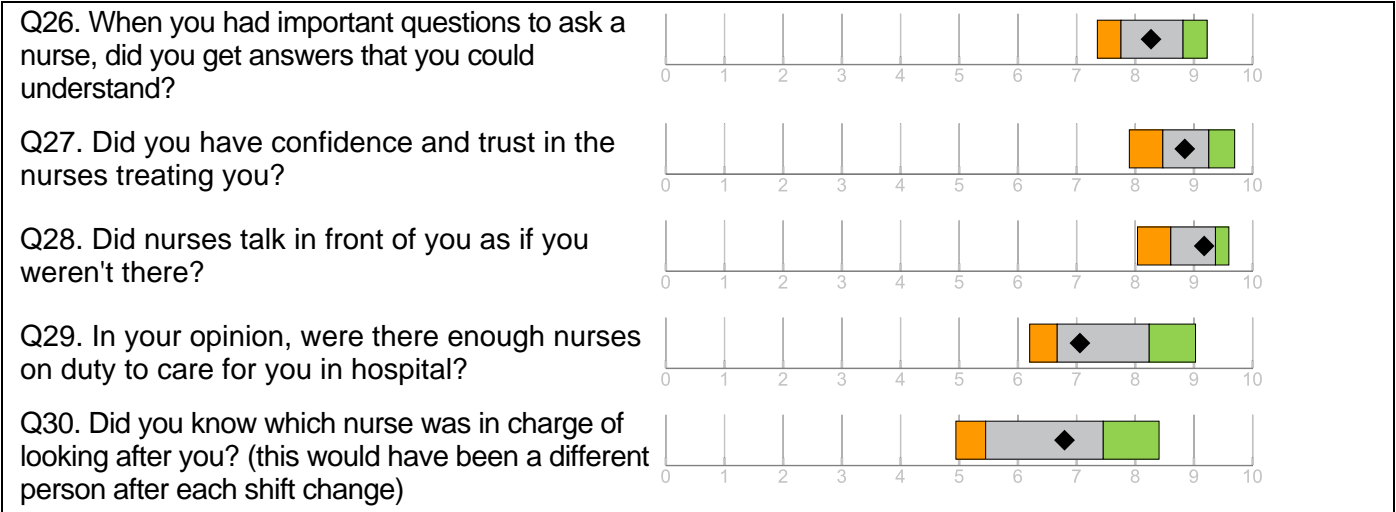 Q26. When you had important questions to ask a
nurse, did you get answers that you could
understand?
0 1 2 3 4 5 6 7 8 9 10
Q27. Did you have confidence and trust in the
nurses treating you?
0 1 2 3 4 5 6 7 8 9 10
Q28. Did nurses talk in front of you as if you
weren't there?
0 1 2 3 4 5 6 7 8 9 10
Q29. In your opinion, were there enough nurses
on duty to care for you in hospital?
0 1 2 3 4 5 6 7 8 9 10
Q30. Did you know which nurse was in charge of
looking after you? (this would have been a different
person after each shift change)
0 1 2 3 4 5 6 7 8 9 10